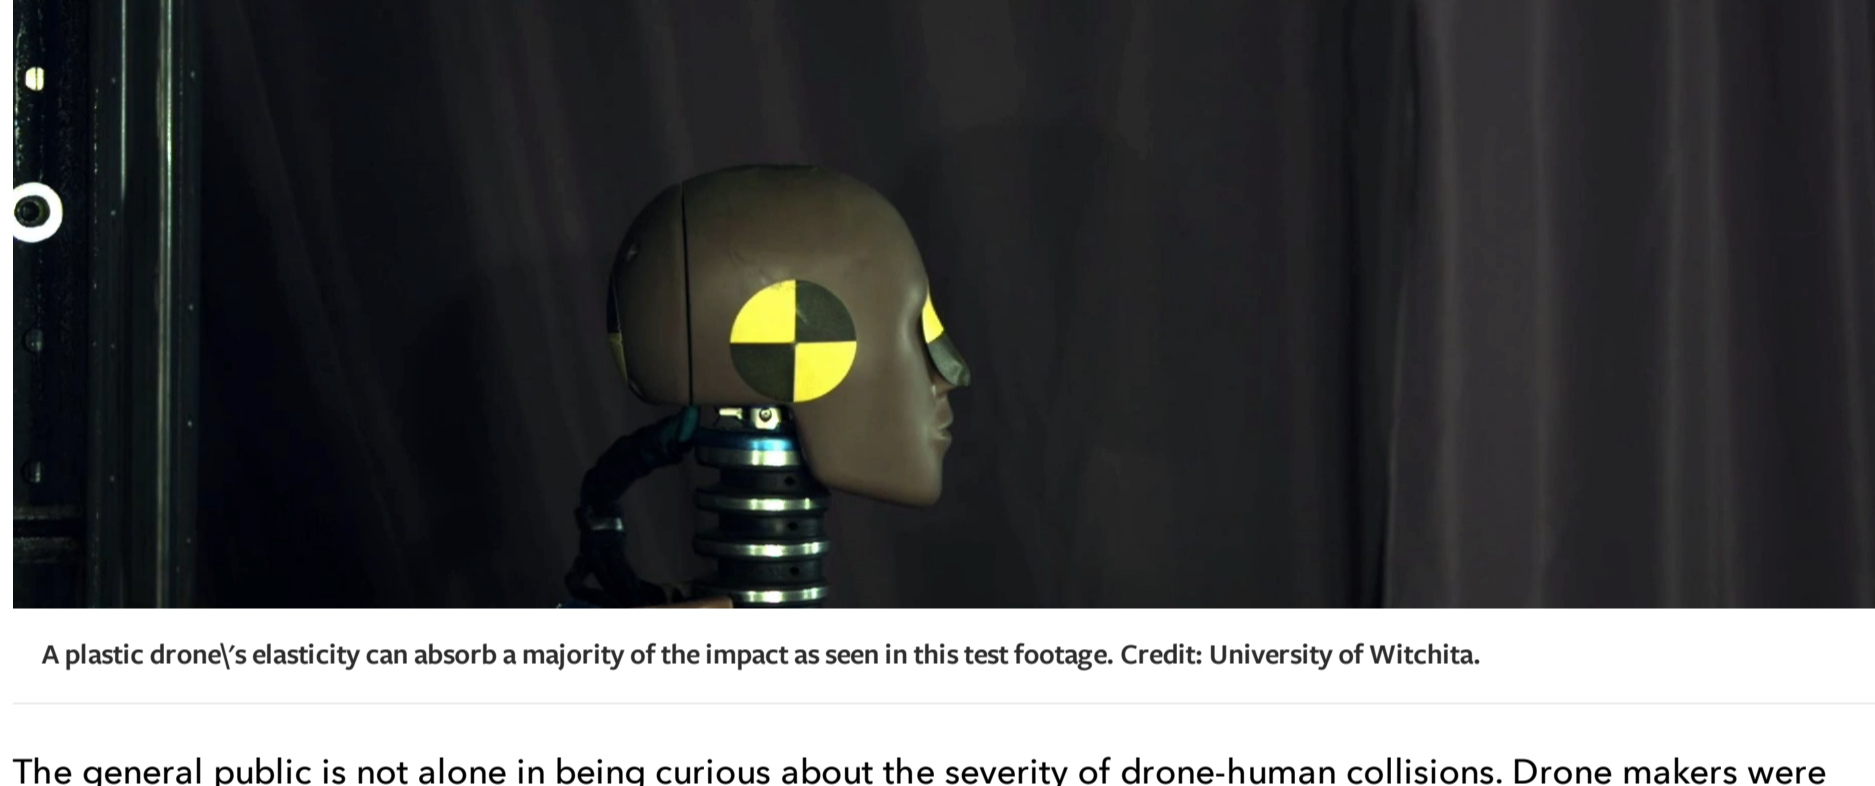 A plastic drone\'s elasticity can absorb a majority of the impact as seen in this test footage. Credit: University of Witchita.
The general public is not alone in being curious about the severity of drone-human collisions. Drone makers were